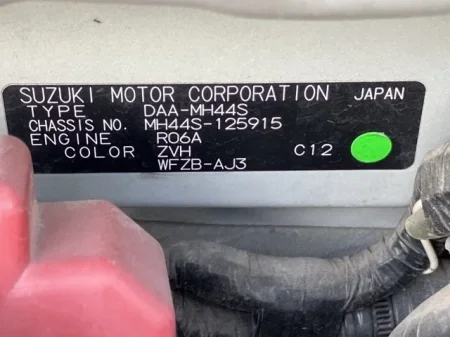 SUZUKI MOTOR CORPORATION JAPAN
TYPE DAA-MH44S
CHASSIS NO. MH44S-125915
ENGINE R06A
COLOR ZVH C12
WFZB-AJ3